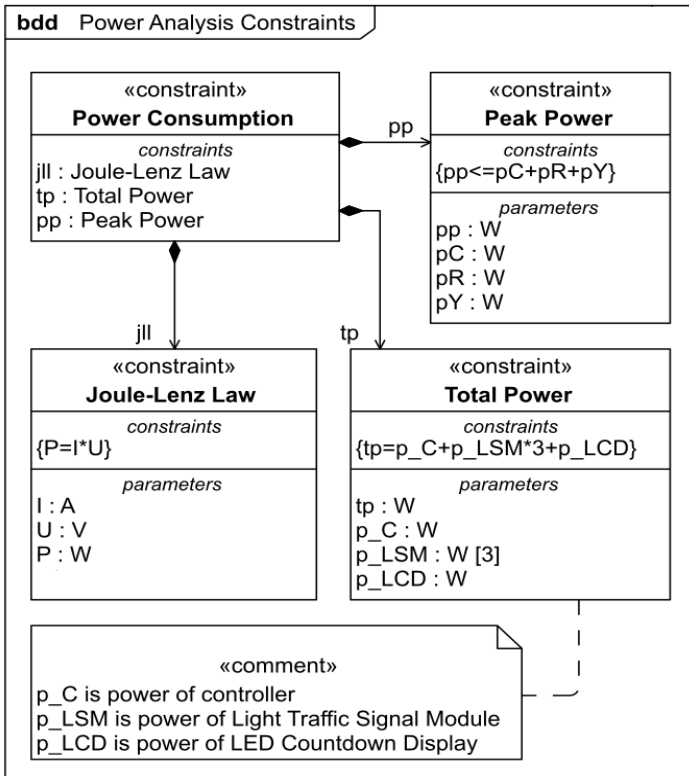 bdd Power Analysis Constraints
«constraint»
Power Consumption
constraints
jll : Joule-Lenz Law
tp : Total Power
pp : Peak Power
pp
«constraint»
Peak Power
constraints
{pp<=pC+pR+pY}
parameters
pp : W
pC : W
pR : W
pY : W
jll
tp
«constraint»
Joule-Lenz Law
constraints
{P=I*U}
parameters
I : A
U : V
P : W
«constraint»
Total Power
constraints
{tp=p_C+p_LSM*3+p_LCD}
parameters
tp : W
p_C : W
p_LSM : W [3]
p_LCD : W
«comment»
p_C is power of controller
p_LSM is power of Light Traffic Signal Module
p_LCD is power of LED Countdown Display